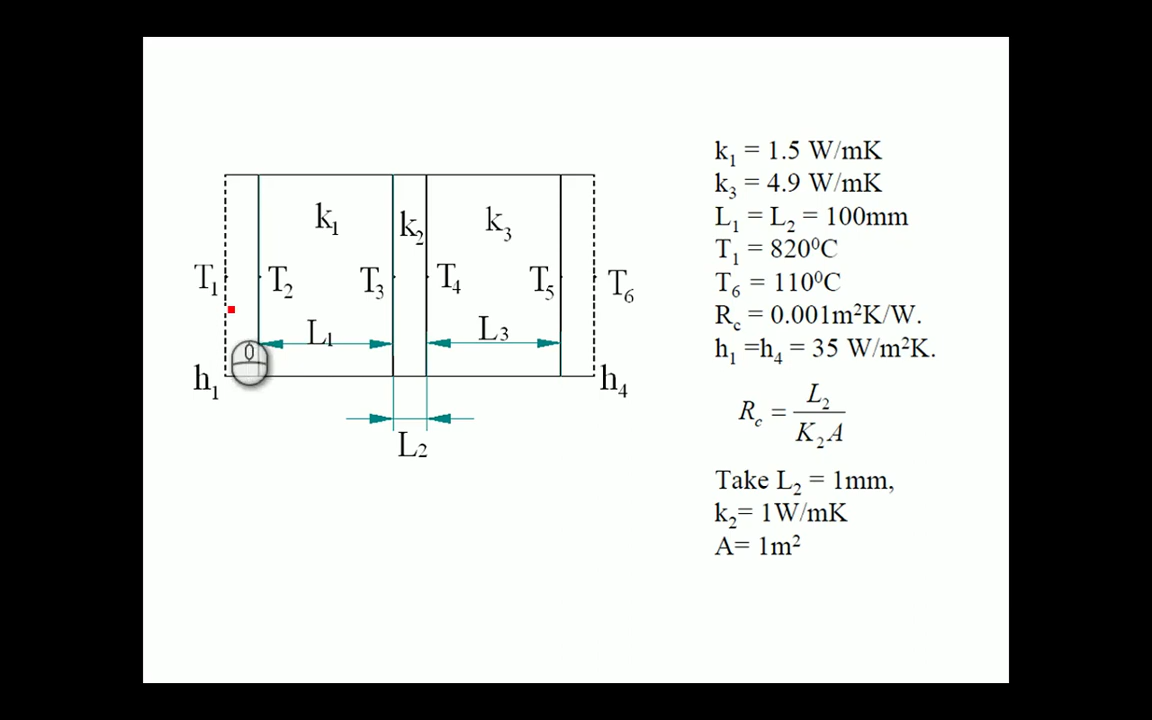 k₁ k₂ k₃
T₁ T₂ T₃ T₄ T₅ T₆
L₁ L₃
h₁ h₄
L₂
0
k₁ = 1.5 W/mK
k₃ = 4.9 W/mK
L₁ = L₂ = 100mm
T₁ = 820⁰C
T₆ = 110⁰C
R꜀ = 0.001m²K/W.
h₁ =h₄ = 35 W/m²K.
R꜀ = L₂ / K₂A
Take L₂ = 1mm,
k₂= 1W/mK
A= 1m²